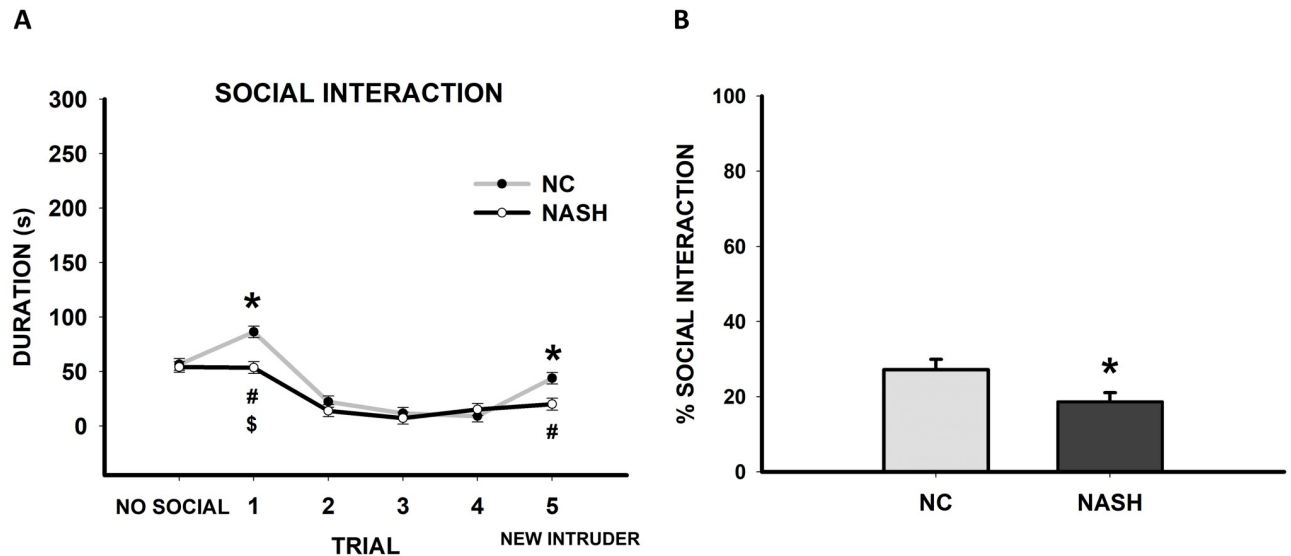 A
SOCIAL INTERACTION
DURATION (s)
300
250
200
150
100
50
0
NC
NASH
*
#
$
*
#
NO SOCIAL 1 2 3 4 5
TRIAL
NEW INTRUDER
B
% SOCIAL INTERACTION
100
80
60
40
20
0
*
NC NASH